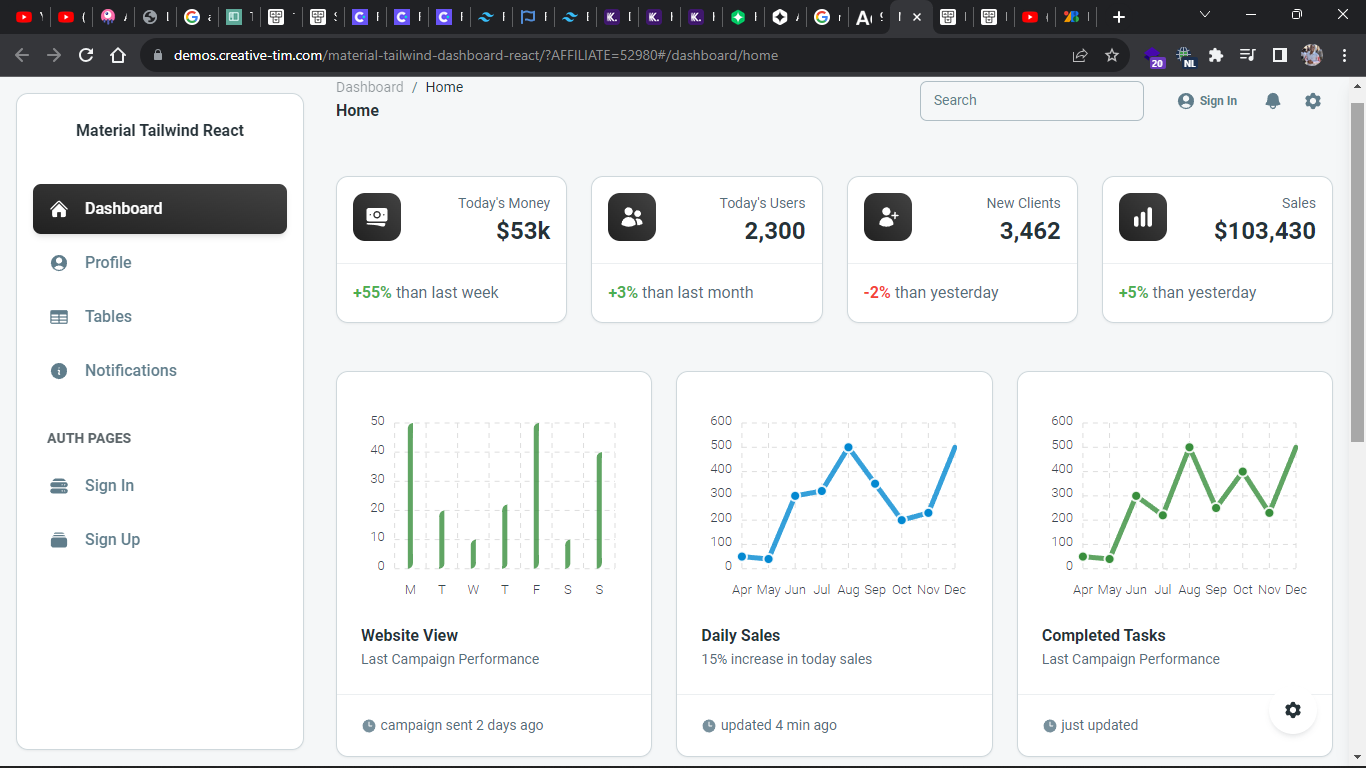 demos.creative-tim.com/material-tailwind-dashboard-react/?AFFILIATE=52980#/dashboard/home
20
NL
Material Tailwind React
Dashboard
Profile
Tables
Notifications
AUTH PAGES
Sign In
Sign Up
Dashboard / Home
Home
Search
Sign In
Today's Money
$53k
+55% than last week
Today's Users
2,300
+3% than last month
New Clients
3,462
-2% than yesterday
Sales
$103,430
+5% than yesterday
50
40
30
20
10
0
M T W T F S S
Website View
Last Campaign Performance
campaign sent 2 days ago
600
500
400
300
200
100
0
Apr May Jun Jul Aug Sep Oct Nov Dec
Daily Sales
15% increase in today sales
updated 4 min ago
600
500
400
300
200
100
0
Apr May Jun Jul Aug Sep Oct Nov Dec
Completed Tasks
Last Campaign Performance
just updated